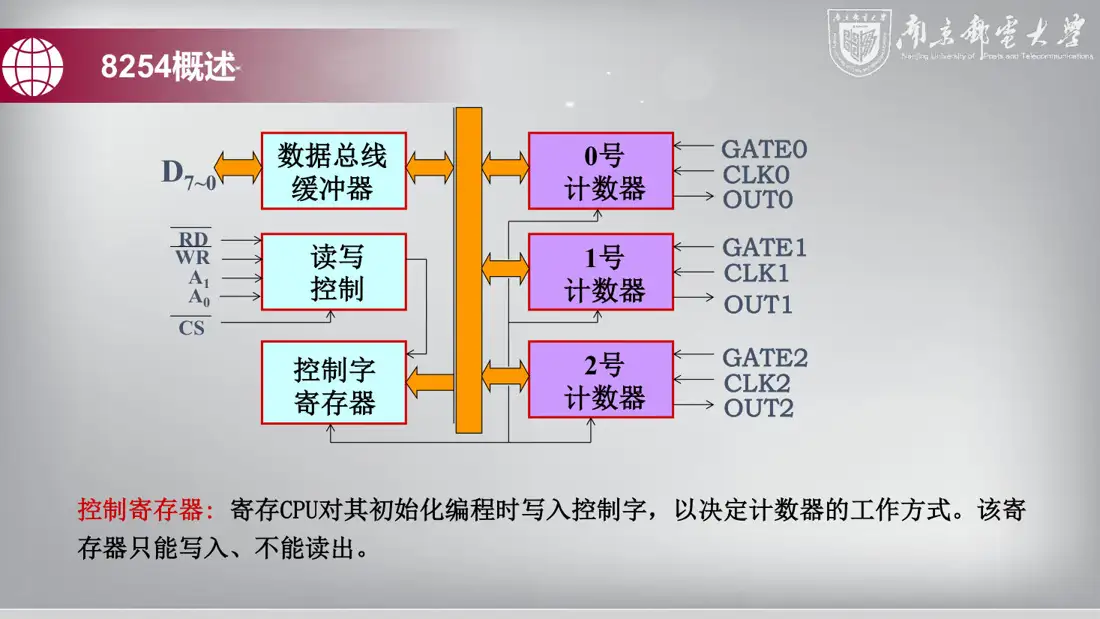 8254概述
南京邮电大学
Nanjing University of Posts and Telecommunications
D7~0
数据总线
缓冲器
0号
计数器
GATE0
CLK0
OUT0
RD
WR
A1
A0
CS
读写
控制
1号
计数器
GATE1
CLK1
OUT1
控制字
寄存器
2号
计数器
GATE2
CLK2
OUT2
控制寄存器: 寄存CPU对其初始化编程时写入控制字，以决定计数器的工作方式。该寄
存器只能写入、不能读出。